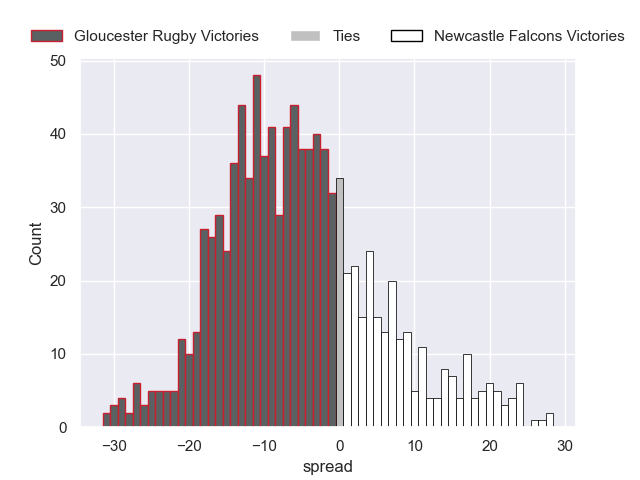 Gloucester Rugby Victories Ties Newcastle Falcons Victories
50
40
30
20
10
0
Count
−30 −20 −10 0 10 20 30
spread